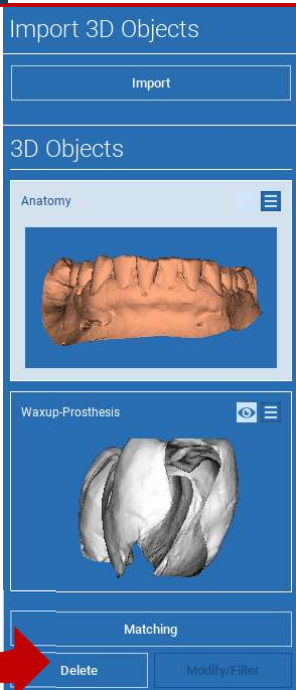 Import 3D Objects
Import
3D Objects
Anatomy
Waxup-Prosthesis
Matching
Delete
Modify/Filter